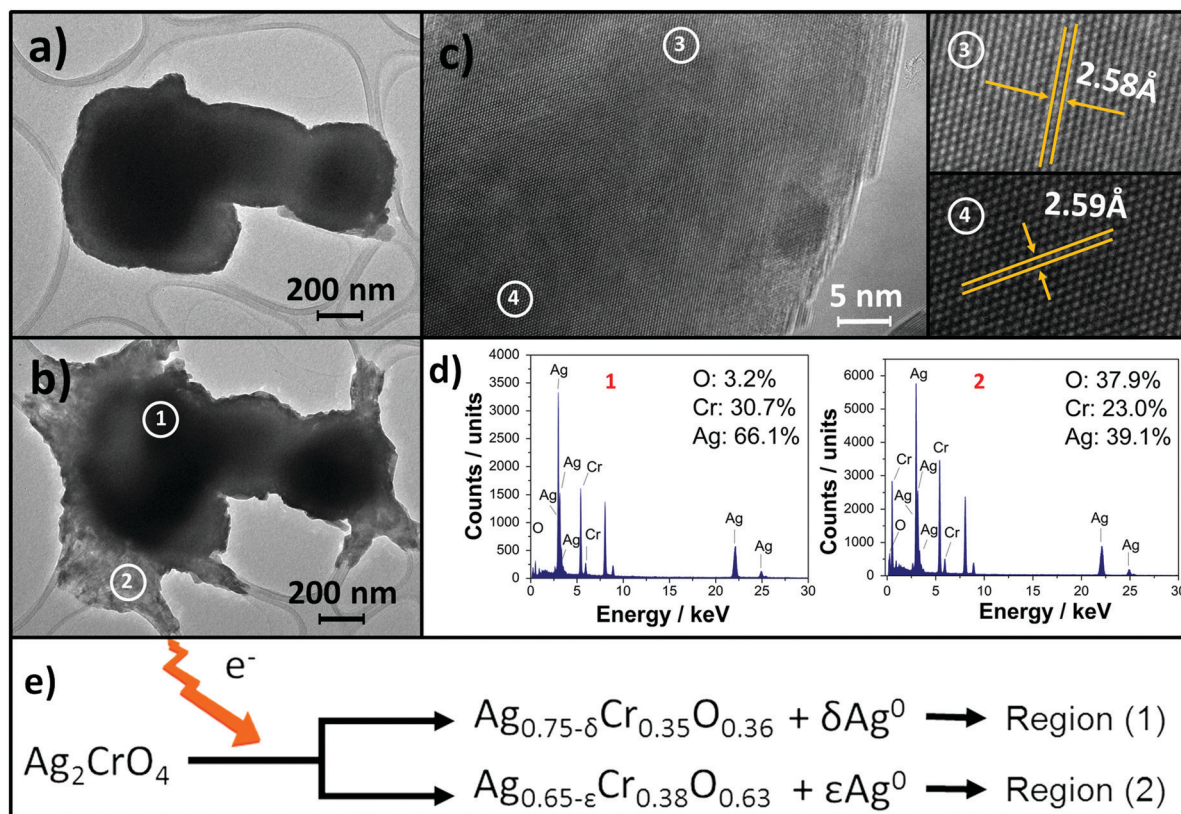 a)
200 nm
b)
1
2
200 nm
c)
3
4
5 nm
3
2.58Å
4
2.59Å
d)
1
O: 3.2%
Cr: 30.7%
Ag: 66.1%
Counts / units
4000
3500
3000
2500
2000
1500
1000
500
0
Ag
Ag
Ag
Cr
O
Ag
Cr
Ag
Ag
0 5 10 15 20 25 30
Energy / keV
2
O: 37.9%
Cr: 23.0%
Ag: 39.1%
Counts / units
6000
5000
4000
3000
2000
1000
0
Ag
Cr
Ag
Cr
Ag
O
Ag
Cr
Ag
Ag
0 5 10 15 20 25 30
Energy / keV
e)
e⁻
Ag₂CrO₄
Ag₀.₇₅₋δCr₀.₃₅O₀.₃₆ + δAg⁰ Region (1)
Ag₀.₆₅₋εCr₀.₃₈O₀.₆₃ + εAg⁰ Region (2)